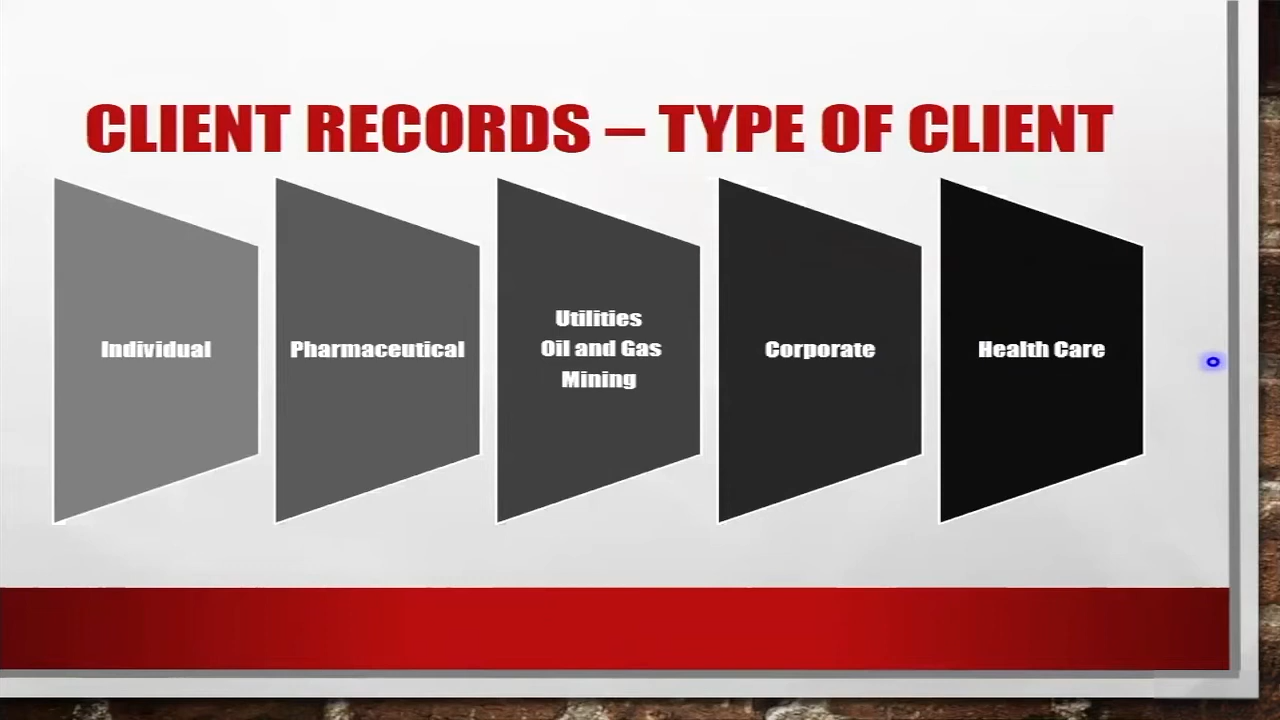 CLIENT RECORDS – TYPE OF CLIENT
Individual
Pharmaceutical
Utilities
Oil and Gas
Mining
Corporate
Health Care